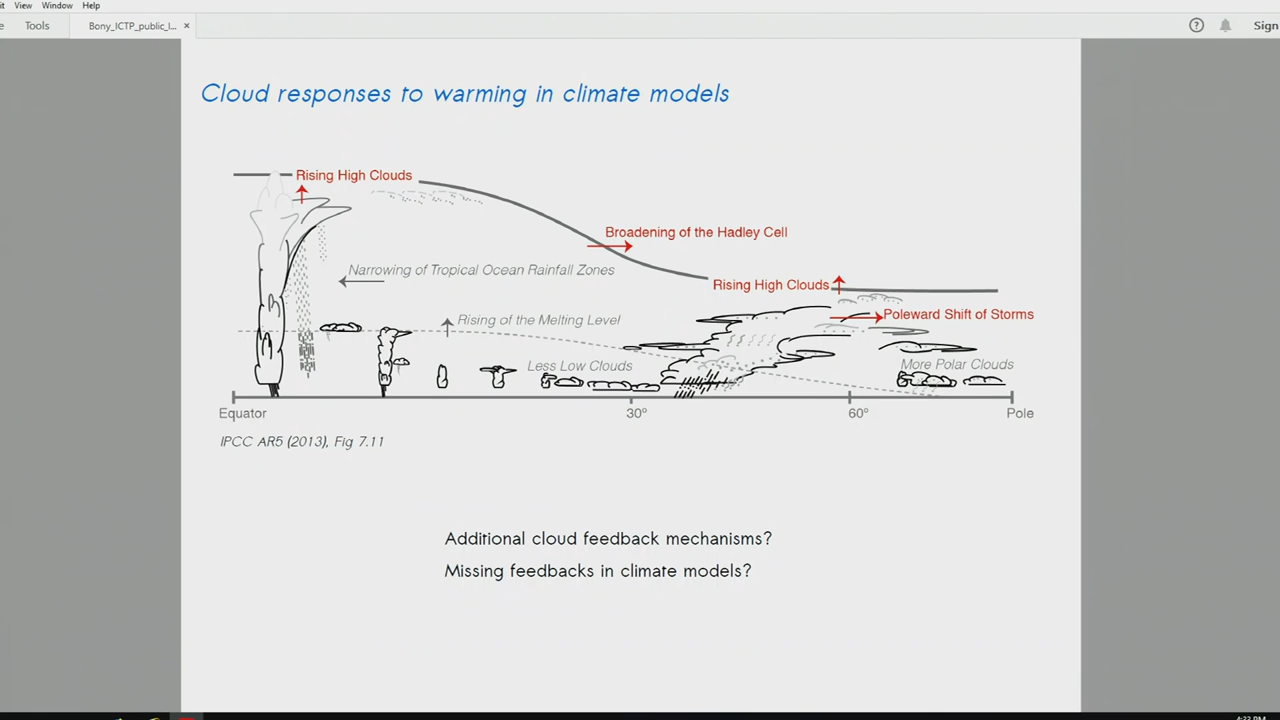 View Window Help
Tools
Bony_ICTP_public_l...
Sign
Cloud responses to warming in climate models
Rising High Clouds
Broadening of the Hadley Cell
Narrowing of Tropical Ocean Rainfall Zones
Rising High Clouds
Poleward Shift of Storms
Rising of the Melting Level
Less Low Clouds
More Polar Clouds
Equator
30º
60º
Pole
IPCC AR5 (2013), Fig 7.11
Additional cloud feedback mechanisms?
Missing feedbacks in climate models?